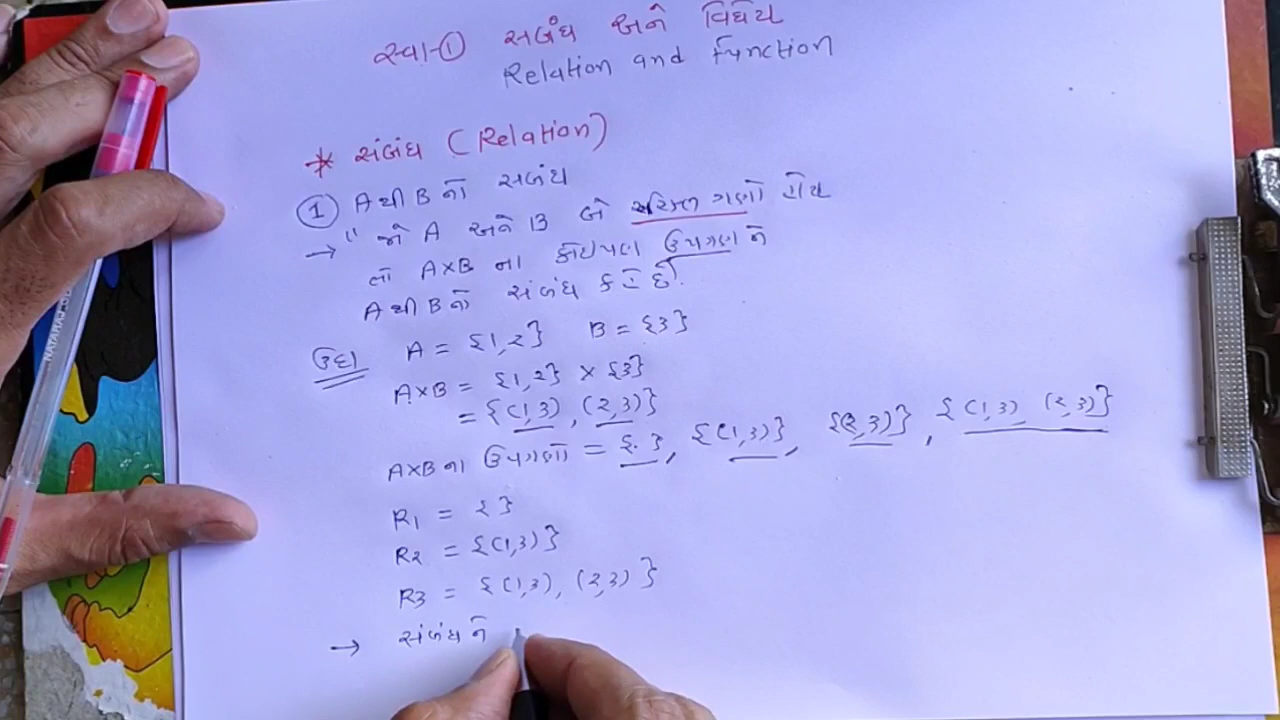 સ્વા-① સબંધ અને વિધેય
Relation and function
* સંબંધ (Relation)
① A થી B નો સબંધ
→ " જો A અને B બે અરિક્ત ગણો હોય
તો A×B ના કોઇપણ ઉપગણ ને
A થી B નો સંબંધ કહે છે.
ઉદા A = {1,2} B = {3}
A×B = {1,2} × {3}
= {(1,3), (2,3)}
A×B ના ઉપગણો = { }, {(1,3)}, {(2,3)}, {(1,3) (2,3)}
R1 = { }
R2 = {(1,3)}
R3 = {(1,3), (2,3)}
→ સંબંધ ને
NATARAJ